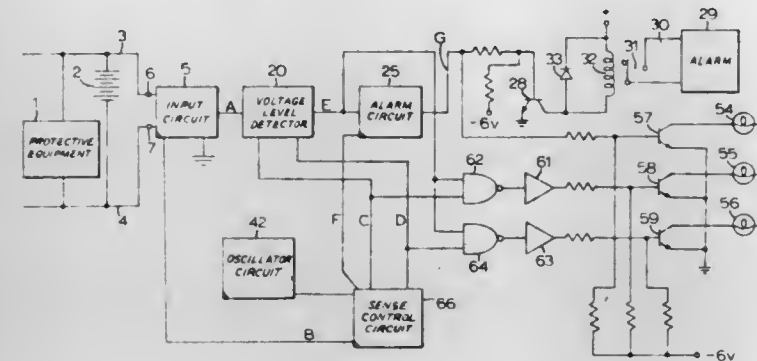 G
30
29
3
31
ALARM
33
32
2
6
5
20
25
28
INPUT CIRCUIT
A
VOLTAGE LEVEL DETECTOR
E
ALARM CIRCUIT
-6v
1
PROTECTIVE EQUIPMENT
7
57
54
62
61
58
55
4
F
C
D
59
56
42
64
63
OSCILLATOR CIRCUIT
SENSE CONTROL CIRCUIT
66
B
-6v